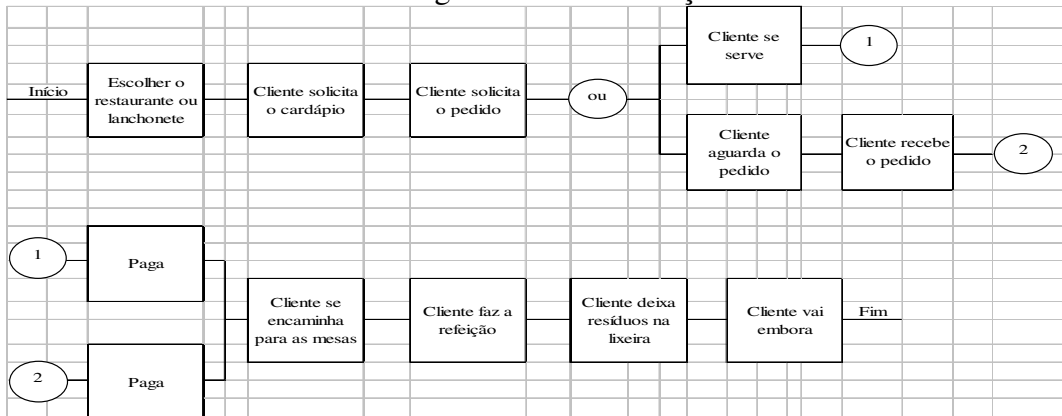 Cliente se
serve
1
Início
Escolher o
restaurante ou
lanchonete
Cliente solicita
o cardápio
Cliente solicita
o pedido
ou
Cliente
aguarda o
pedido
Cliente recebe
o pedido
2
1
Paga
Cliente se
encaminha
para as mesas
Cliente faz a
refeição
Cliente deixa
resíduos na
lixeira
Cliente vai
embora
Fim
2
Paga